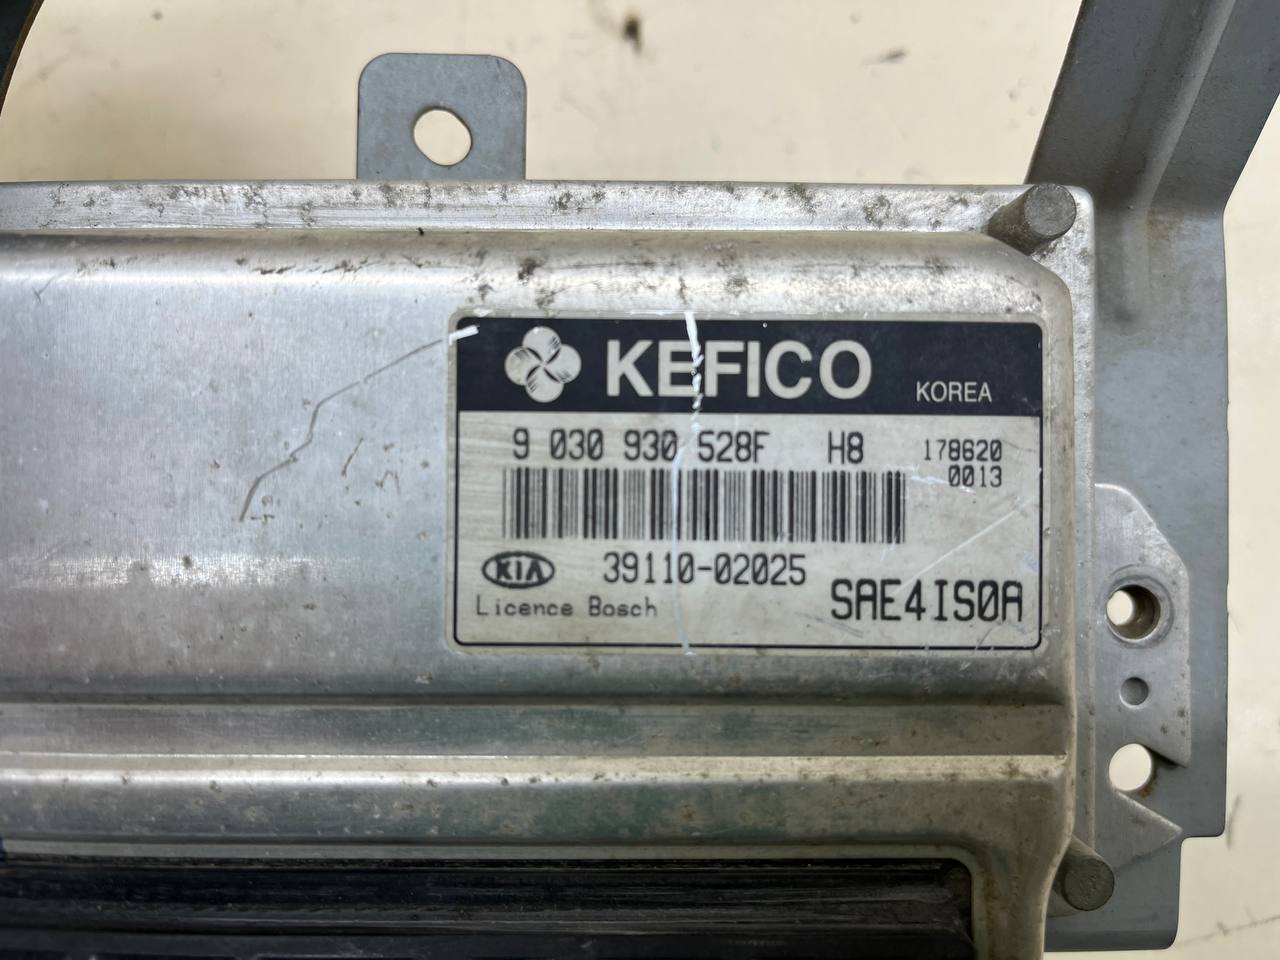 KEFICO KOREA
9 030 930 528F H8 178620
0013
KIA 39110-02025
Licence Bosch SAE4IS0A